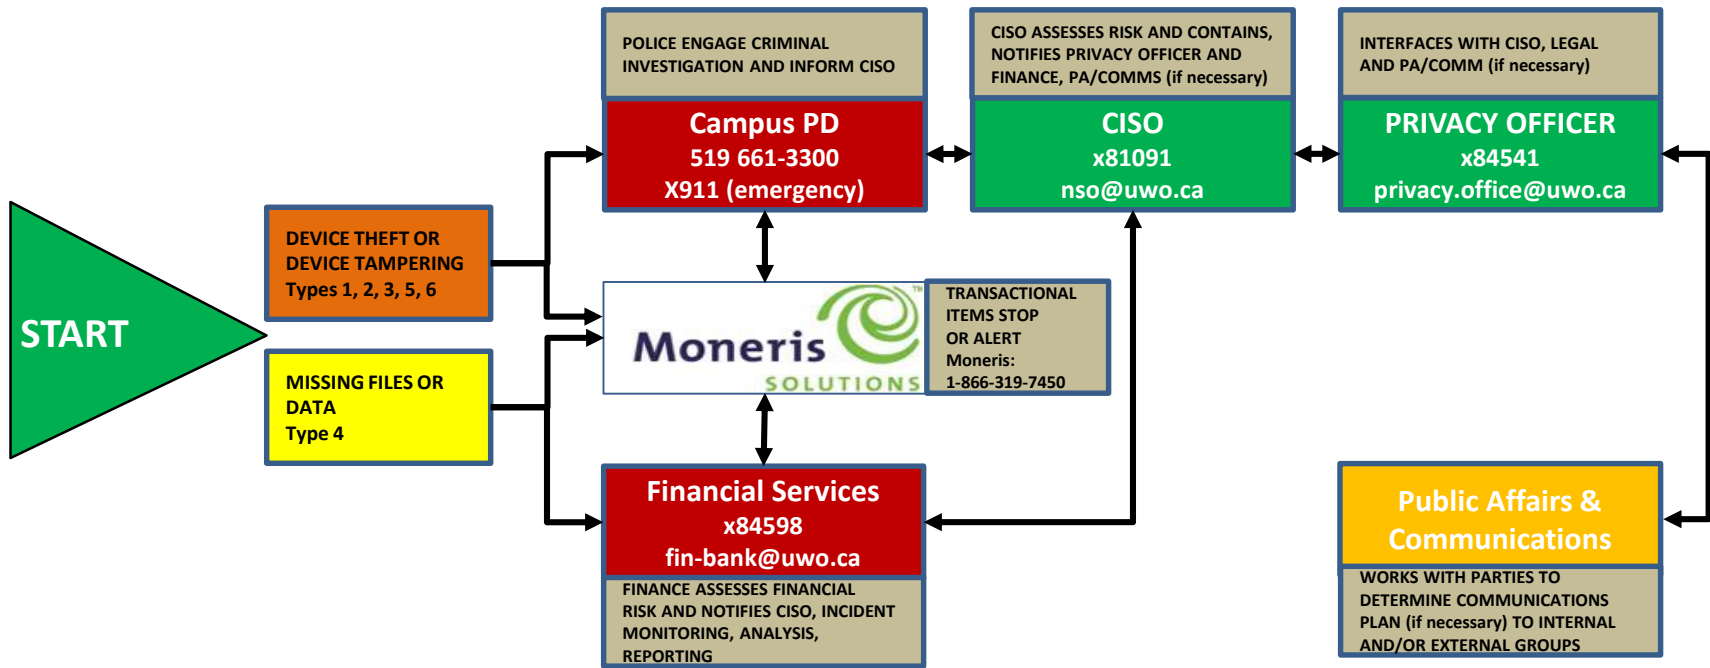 START
DEVICE THEFT OR
DEVICE TAMPERING
Types 1, 2, 3, 5, 6
MISSING FILES OR
DATA
Type 4
POLICE ENGAGE CRIMINAL
INVESTIGATION AND INFORM CISO
Campus PD
519 661-3300
X911 (emergency)
Moneris
SOLUTIONS
TM
TRANSACTIONAL
ITEMS STOP
OR ALERT
Moneris:
1-866-319-7450
Financial Services
x84598
fin-bank@uwo.ca
FINANCE ASSESSES FINANCIAL
RISK AND NOTIFIES CISO, INCIDENT
MONITORING, ANALYSIS,
REPORTING
CISO ASSESSES RISK AND CONTAINS,
NOTIFIES PRIVACY OFFICER AND
FINANCE, PA/COMMS (if necessary)
CISO
x81091
nso@uwo.ca
INTERFACES WITH CISO, LEGAL
AND PA/COMM (if necessary)
PRIVACY OFFICER
x84541
privacy.office@uwo.ca
Public Affairs &
Communications
WORKS WITH PARTIES TO
DETERMINE COMMUNICATIONS
PLAN (if necessary) TO INTERNAL
AND/OR EXTERNAL GROUPS